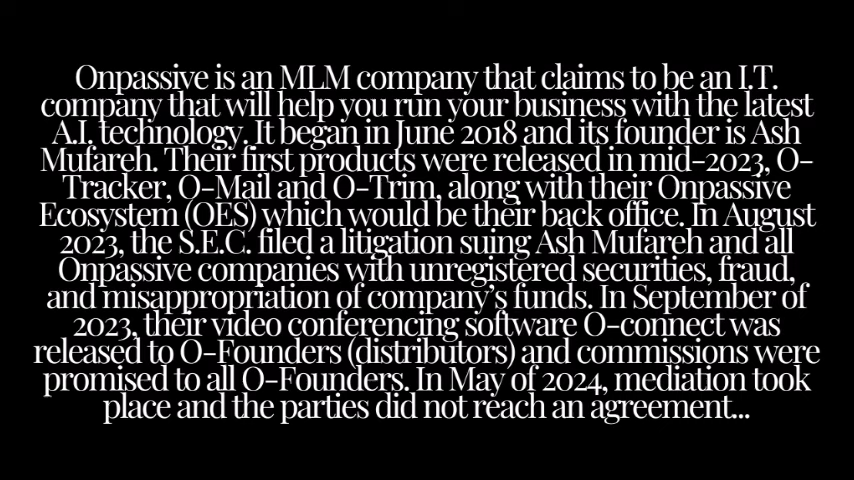 Onpassive is an MLM company that claims to be an I.T.
company that will help you run your business with the latest
A.I. technology. It began in June 2018 and its founder is Ash
Mufareh. Their first products were released in mid-2023, O-
Tracker, O-Mail and O-Trim, along with their Onpassive
Ecosystem (OES) which would be their back office. In August
2023, the S.E.C. filed a litigation suing Ash Mufareh and all
Onpassive companies with unregistered securities, fraud,
and misappropriation of company's funds. In September of
2023, their video conferencing software O-connect was
released to O-Founders (distributors) and commissions were
promised to all O-Founders. In May of 2024, mediation took
place and the parties did not reach an agreement...